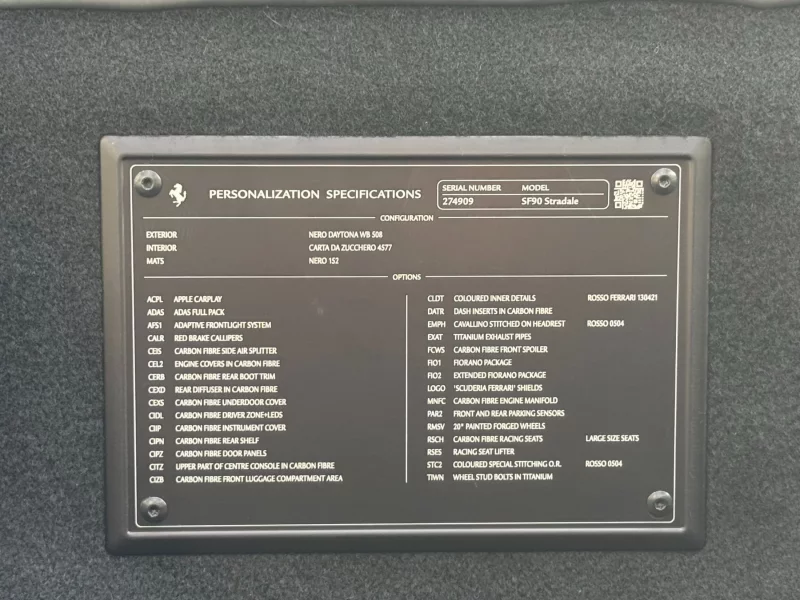 PERSONALIZATION SPECIFICATIONS
SERIAL NUMBER MODEL
274909 SF90 Stradale
CONFIGURATION
EXTERIOR NERO DAYTONA WB 508
INTERIOR CARTA DA ZUCCHERO 4577
MATS NERO 152
OPTIONS
ACPL APPLE CARPLAY
ADAS ADAS FULL PACK
AFS1 ADAPTIVE FRONTLIGHT SYSTEM
CALR RED BRAKE CALLIPERS
CEIS CARBON FIBRE SIDE AIR SPLITTER
CEL2 ENGINE COVERS IN CARBON FIBRE
CERB CARBON FIBRE REAR BOOT TRIM
CEXD REAR DIFFUSER IN CARBON FIBRE
CEXS CARBON FIBRE UNDERDOOR COVER
CIDL CARBON FIBRE DRIVER ZONE+LEDS
CIIP CARBON FIBRE INSTRUMENT COVER
CIPN CARBON FIBRE REAR SHELF
CIPZ CARBON FIBRE DOOR PANELS
CITZ UPPER PART OF CENTRE CONSOLE IN CARBON FIBRE
CIZB CARBON FIBRE FRONT LUGGAGE COMPARTMENT AREA
CLDT COLOURED INNER DETAILS ROSSO FERRARI 130421
DATR DASH INSERTS IN CARBON FIBRE
EMPH CAVALLINO STITCHED ON HEADREST ROSSO 0504
EXAT TITANIUM EXHAUST PIPES
FCWS CARBON FIBRE FRONT SPOILER
FIO1 FIORANO PACKAGE
FIO2 EXTENDED FIORANO PACKAGE
LOGO 'SCUDERIA FERRARI' SHIELDS
MNFC CARBON FIBRE ENGINE MANIFOLD
PAR2 FRONT AND REAR PARKING SENSORS
RMSV 20" PAINTED FORGED WHEELS
RSCH CARBON FIBRE RACING SEATS LARGE SIZE SEATS
RSES RACING SEAT LIFTER
STC2 COLOURED SPECIAL STITCHING O.R. ROSSO 0504
TIWN WHEEL STUD BOLTS IN TITANIUM